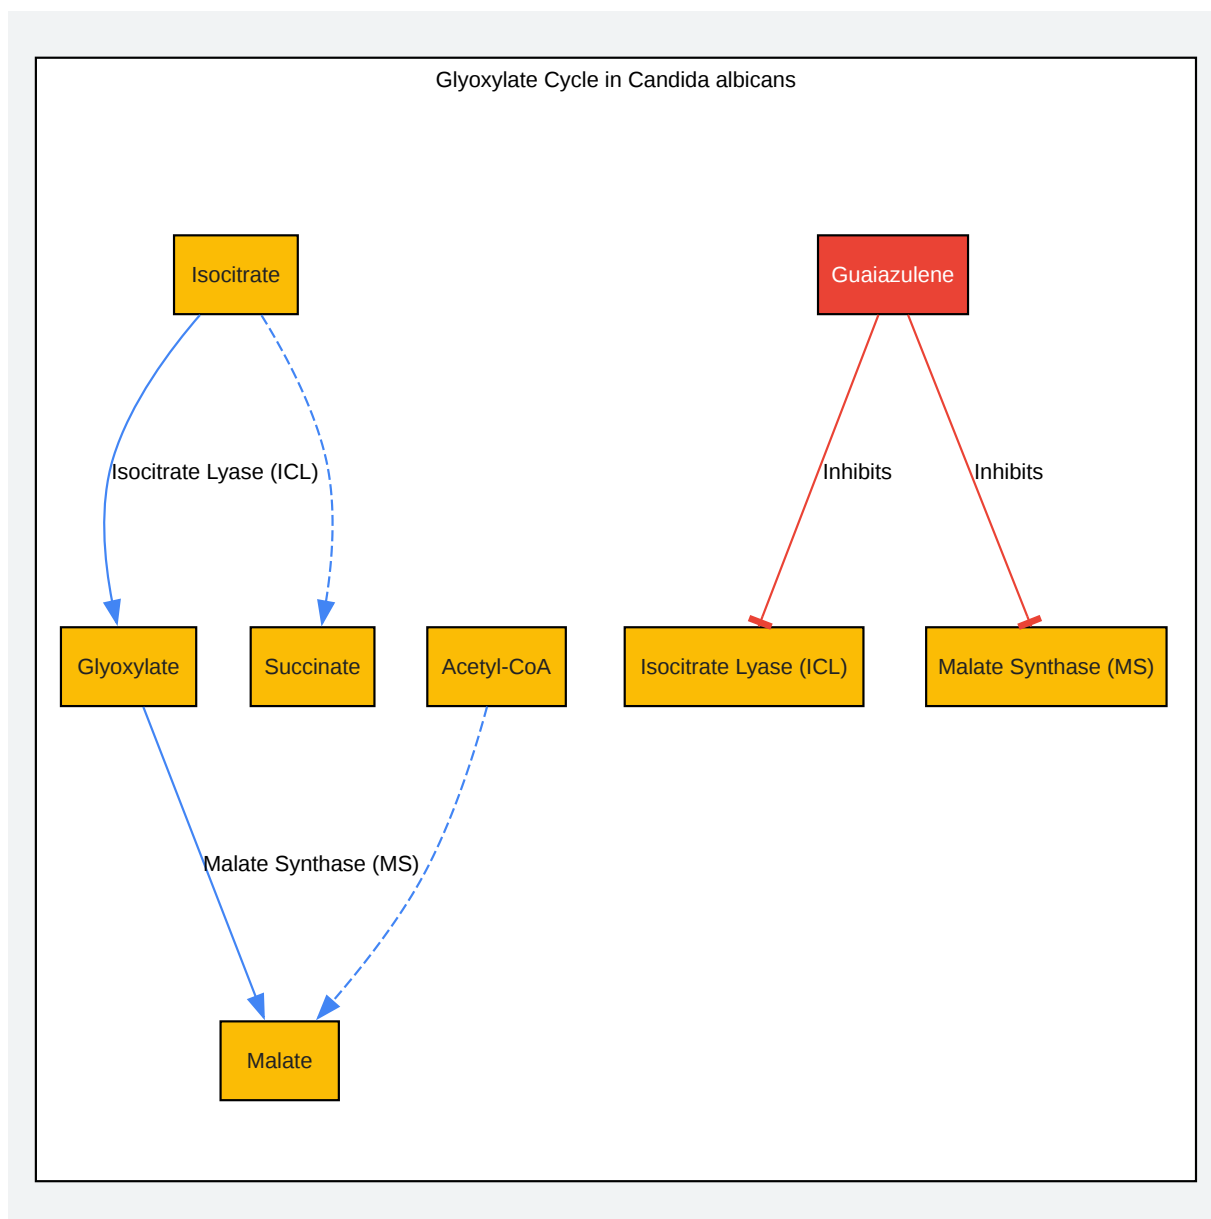 Glyoxylate Cycle in Candida albicans
Isocitrate
Guaiazulene
Isocitrate Lyase (ICL)
Inhibits
Inhibits
Glyoxylate
Succinate
Acetyl-CoA
Isocitrate Lyase (ICL)
Malate Synthase (MS)
Malate Synthase (MS)
Malate